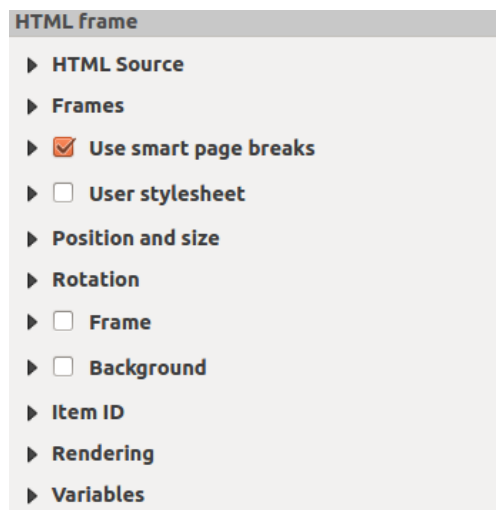 HTML frame
HTML Source
Frames
Use smart page breaks
User stylesheet
Position and size
Rotation
Frame
Background
Item ID
Rendering
Variables